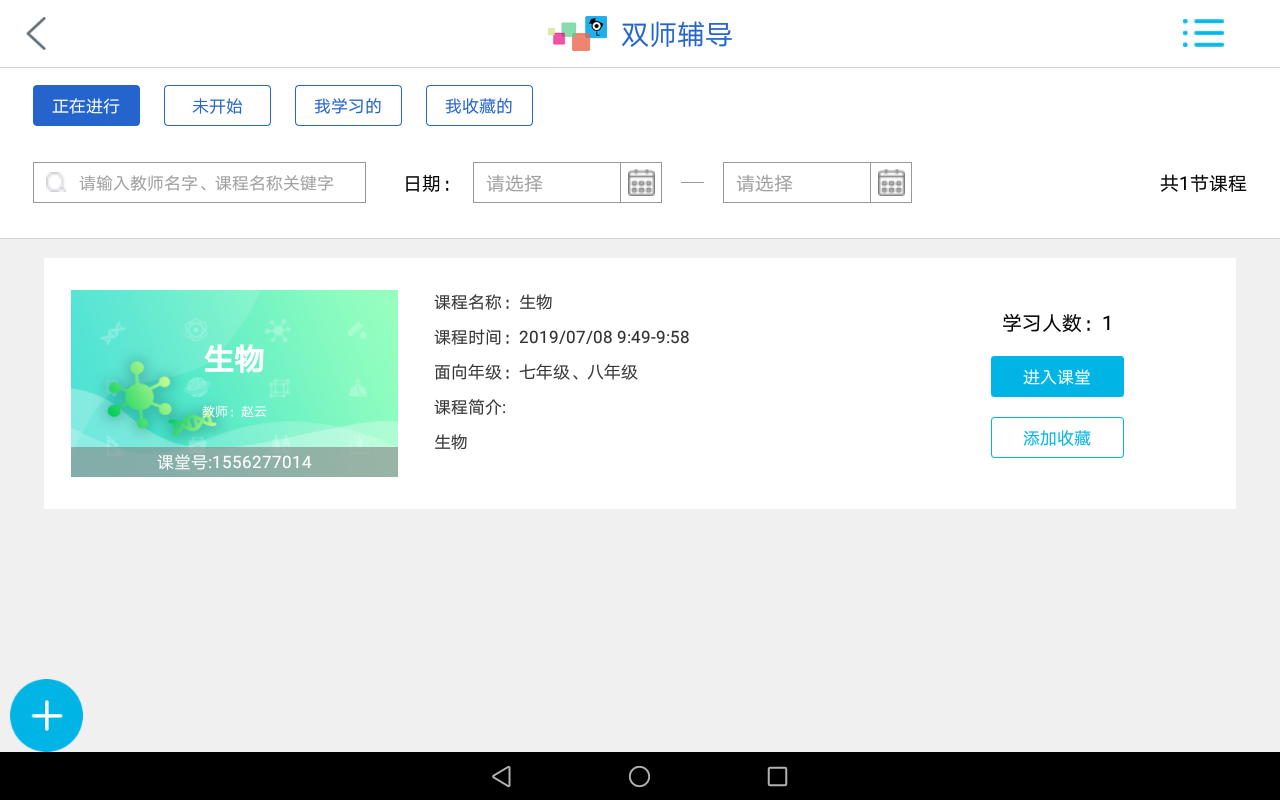 双师辅导
正在进行
未开始
我学习的
我收藏的
请输入教师名字、课程名称关键字
日期：
请选择
请选择
共1节课程
生物
教师：赵云
课堂号:1556277014
课程名称：生物
课程时间：2019/07/08 9:49-9:58
面向年级：七年级、八年级
课程简介:
生物
学习人数：1
进入课堂
添加收藏